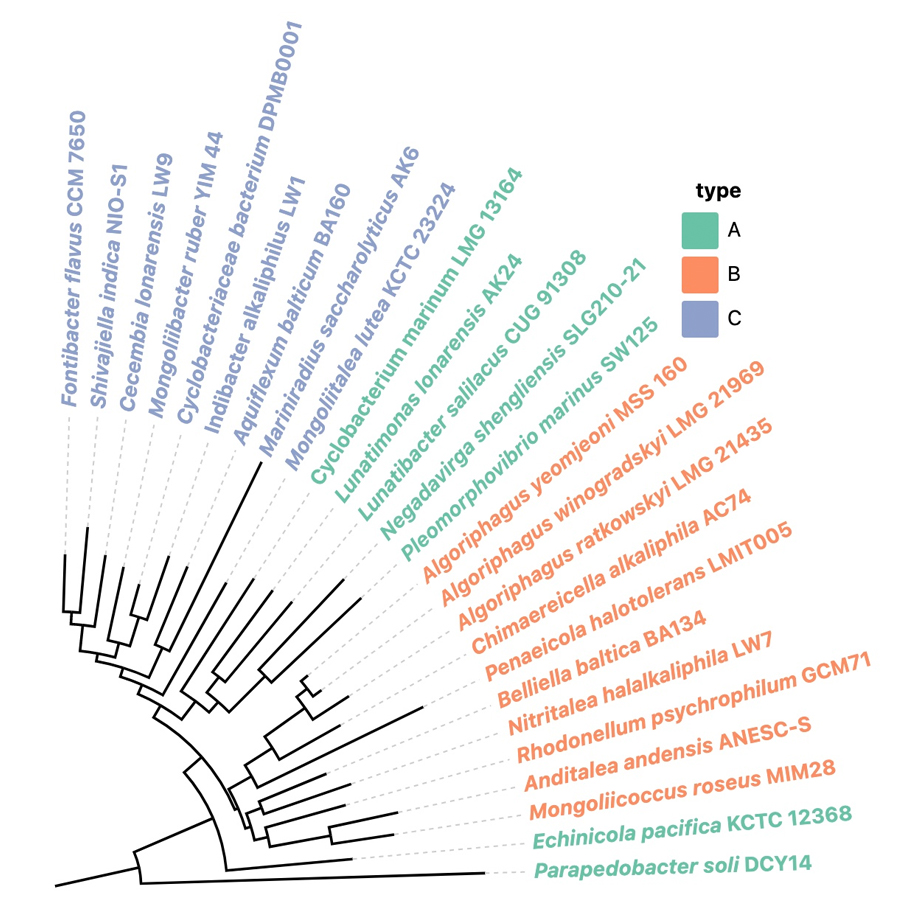 Fontibacter flavus CCM 7650
Shivajiella indica NIO-S1
Cecembia lonarensis LW9
Mongoliibacter ruber YIM 44
Cyclobacteriaceae bacterium DPMB0001
Indibacter alkaliphilus LW1
Aquiflexum balticum BA160
Mariniradius saccharolyticus AK6
Mongoliitalea lutea KCTC 23224
Cyclobacterium marinum LMG 13164
Lunatimonas lonarensis AK24
Lunatibacter salilacus CUG 91308
Negadavirga shengliensis SLG210-21
Pleomorphovibrio marinus SW125
Algoriphagus yeomjeoni MSS 160
Algoriphagus winogradskyi LMG 21969
Algoriphagus ratkowskyi LMG 21435
Chimaereicella alkaliphila AC74
Penaeicola halotolerans LMIT005
Belliella baltica BA134
Nitritalea halalkaliphila LW7
Rhodonellum psychrophilum GCM71
Anditalea andensis ANESC-S
Mongoliicoccus roseus MIM28
Echinicola pacifica KCTC 12368
Parapedobacter soli DCY14
type
A
B
C